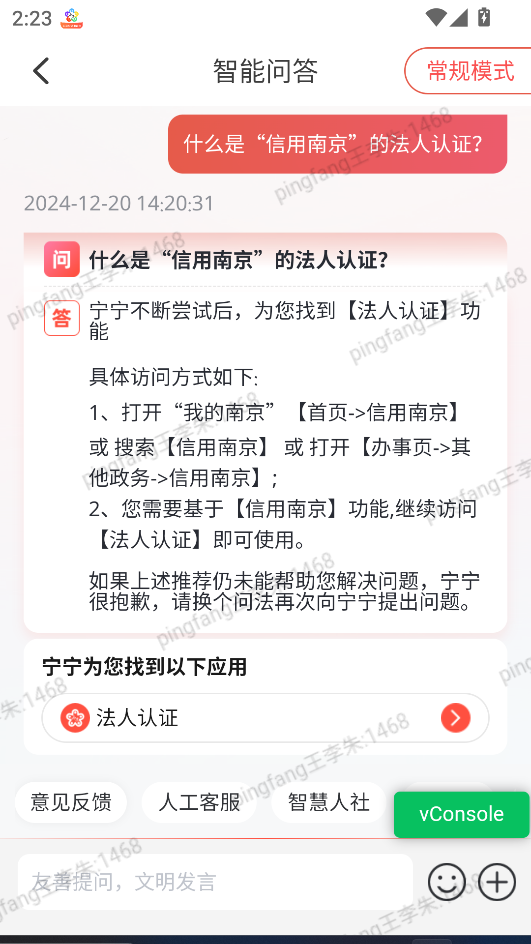 2:23
智能问答
常规模式
什么是“信用南京”的法人认证？
2024-12-20 14:20:31
问 什么是“信用南京”的法人认证？
答 宁宁不断尝试后，为您找到【法人认证】功
能
具体访问方式如下:
1、打开“我的南京”【首页->信用南京】
或 搜索【信用南京】 或 打开【办事页->其
他政务->信用南京】;
2、您需要基于【信用南京】功能,继续访问
【法人认证】即可使用。
如果上述推荐仍未能帮助您解决问题，宁宁
很抱歉，请换个问法再次向宁宁提出问题。
宁宁为您找到以下应用
法人认证
意见反馈 人工客服 智慧人社
vConsole
友善提问，文明发言
pingfang王李朱:1468